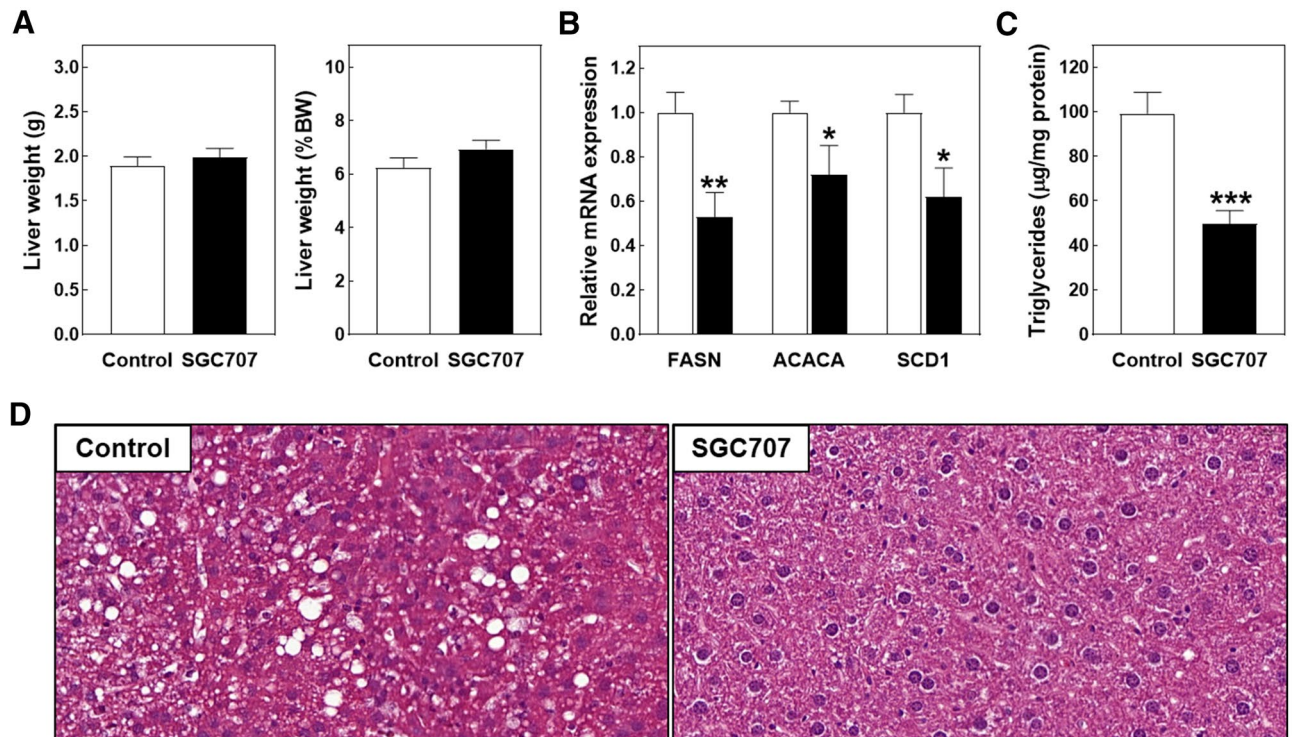 A
Liver weight (g)
3.0
2.5
2.0
1.5
1.0
0.5
0.0
Control SGC707
Liver weight (%BW)
10
8
6
4
2
0
Control SGC707
B
Relative mRNA expression
1.2
1.0
0.8
0.6
0.4
0.2
0.0
**
*
*
FASN ACACA SCD1
C
Triglycerides (µg/mg protein)
120
100
80
60
40
20
0
***
Control SGC707
D
Control
SGC707